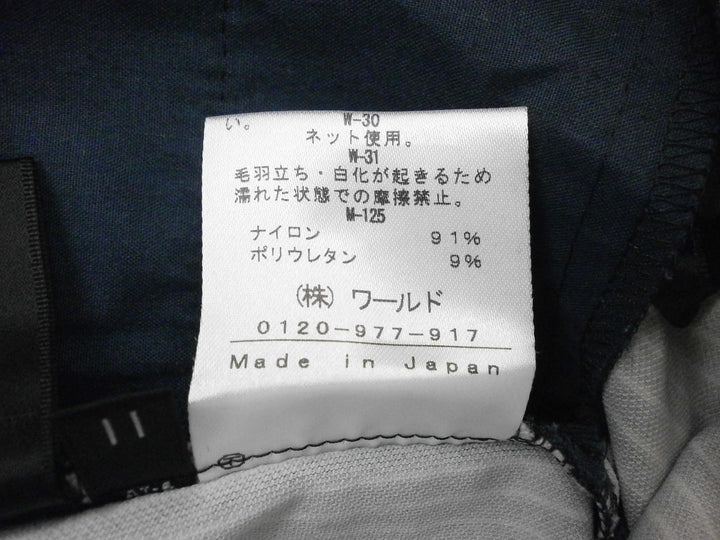 い。
W-30
ネット使用。
W-31
毛羽立ち・白化が起きるため
濡れた状態での摩擦禁止。
M-125
ナイロン 91%
ポリウレタン 9%
(株)ワールド
0120-977-917
Made in Japan